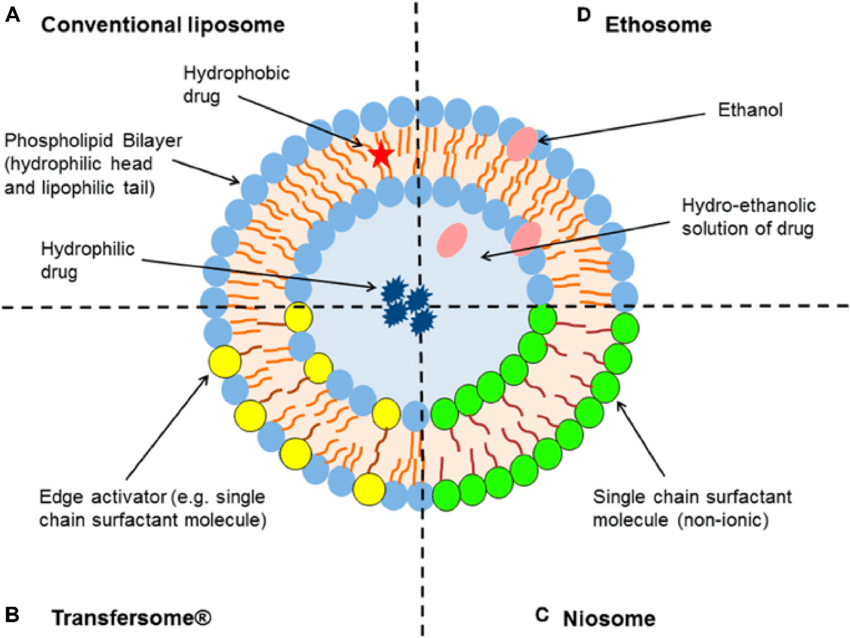 A
Conventional liposome
D
Ethosome
Hydrophobic
drug
Ethanol
Phospholipid Bilayer
(hydrophilic head
and lipophilic tail)
Hydro-ethanolic
solution of drug
Hydrophilic
drug
Edge activator (e.g. single
chain surfactant molecule)
Single chain surfactant
molecule (non-ionic)
B
Transfersome®
C
Niosome